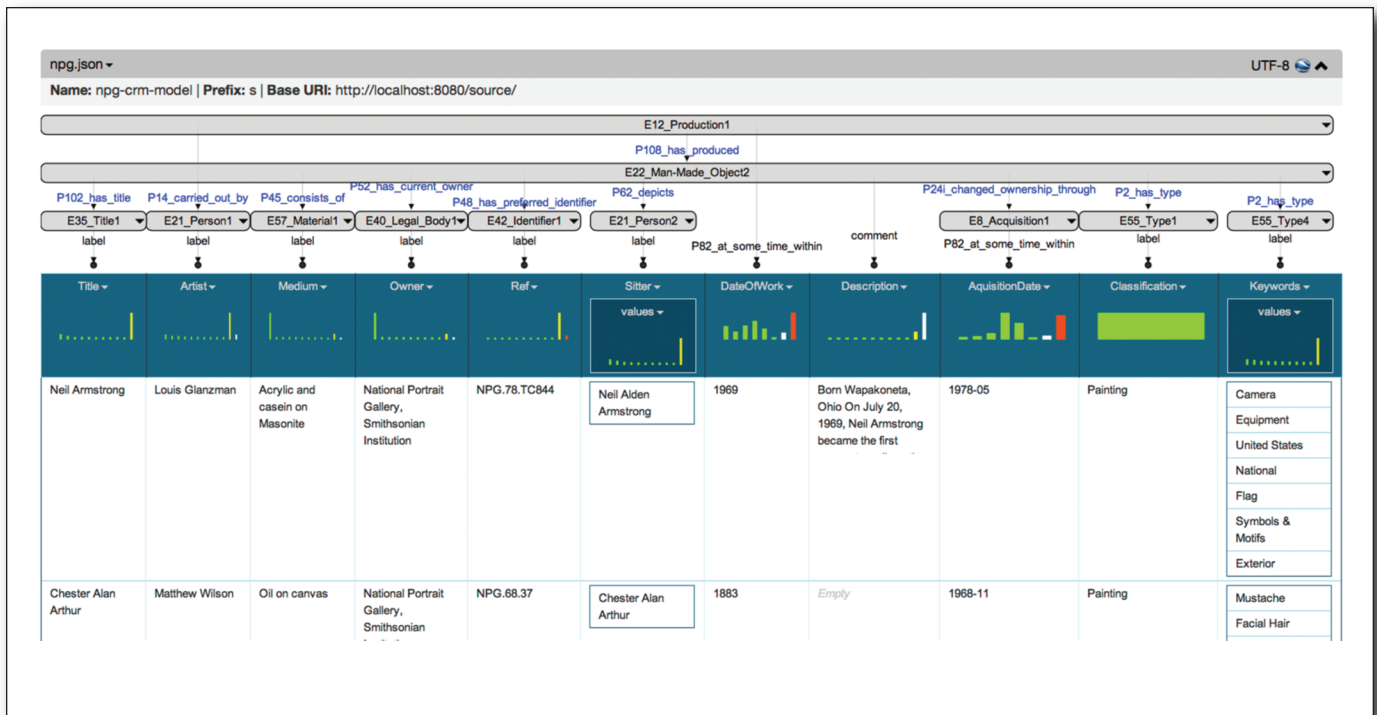 npg.json
UTF-8
Name: npg-crm-model | Prefix: s | Base URI: http://localhost:8080/source/
E12_Production1
P108_has_produced
E22_Man-Made_Object2
P102_has_title P14_carried_out_by P45_consists_of P52_has_current_owner P48_has_preferred_identifier P62_depicts P24i_changed_ownership_through P2_has_type P2_has_type
E35_Title1 E21_Person1 E57_Material1 E40_Legal_Body1 E42_Identifier1 E21_Person2 E8_Acquisition1 E55_Type1 E55_Type4
label label label label label label P82_at_some_time_within comment P82_at_some_time_within label label
Title Artist Medium Owner Ref Sitter DateOfWork Description AquisitionDate Classification Keywords
values values
Neil Armstrong Louis Glanzman Acrylic and National Portrait NPG.78.TC844 Neil Alden 1969 Born Wapakoneta, 1978-05 Painting Camera
casein on Gallery, Armstrong Ohio On July 20,
Masonite Smithsonian 1969, Neil Armstrong Equipment
Institution became the first United States
National
Flag
Symbols &
Motifs
Exterior
Chester Alan Matthew Wilson Oil on canvas National Portrait NPG.68.37 Chester Alan 1883 Empty 1968-11 Painting Mustache
Arthur Gallery, Arthur
Smithsonian Facial Hair